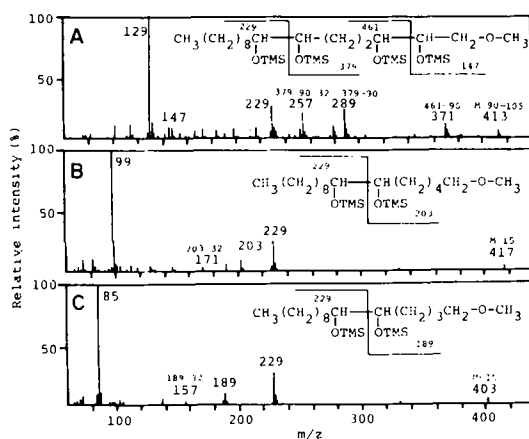 100
A
129
229 461
CH3(CH2)8CH—CH-(CH2)2CH—CH-CH2-O-CH3
OTMS OTMS OTMS OTMS
379 147
50
379-90 32 379-90 461-90 M 90-105
147 229 257 289 371 413
Relative intensity (%)
100
B
99
229
CH3(CH2)8CH—CH(CH2)4CH2-O-CH3
OTMS OTMS
203
50
203-32
171 203 229
M-15
417
100
C
85
229
CH3(CH2)8CH—CH(CH2)3CH2-O-CH3
OTMS OTMS
189
50
189-32
157 189 229
M-15
403
100 200 300 400
m/z